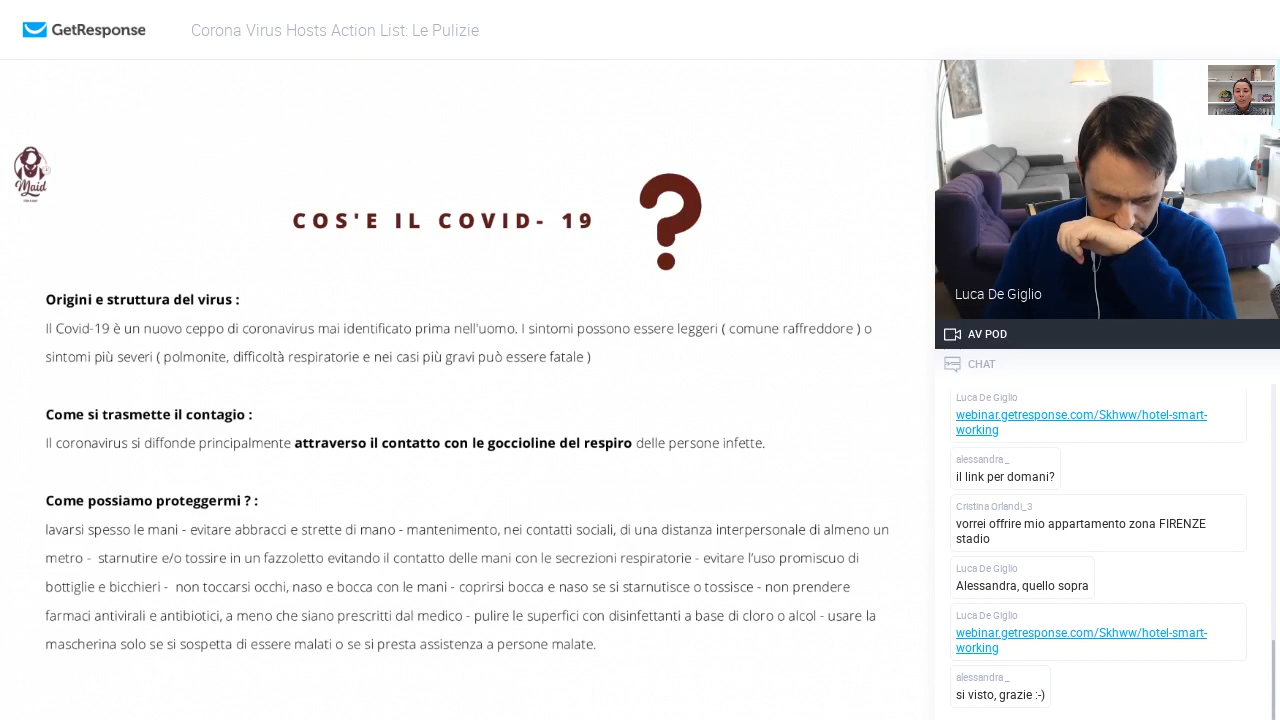 GetResponse
Corona Virus Hosts Action List: Le Pulizie
Maid
COS'E IL COVID- 19 ?
Origini e struttura del virus :
Il Covid-19 è un nuovo ceppo di coronavirus mai identificato prima nell'uomo. I sintomi possono essere leggeri ( comune raffreddore ) o
sintomi più severi ( polmonite, difficoltà respiratorie e nei casi più gravi può essere fatale )
Come si trasmette il contagio :
Il coronavirus si diffonde principalmente attraverso il contatto con le goccioline del respiro delle persone infette.
Come possiamo proteggermi ? :
lavarsi spesso le mani - evitare abbracci e strette di mano - mantenimento, nei contatti sociali, di una distanza interpersonale di almeno un
metro -  starnutire e/o tossire in un fazzoletto evitando il contatto delle mani con le secrezioni respiratorie - evitare l'uso promiscuo di
bottiglie e bicchieri -  non toccarsi occhi, naso e bocca con le mani - coprirsi bocca e naso se si starnutisce o tossisce - non prendere
farmaci antivirali e antibiotici, a meno che siano prescritti dal medico - pulire le superfici con disinfettanti a base di cloro o alcol - usare la
mascherina solo se si sospetta di essere malati o se si presta assistenza a persone malate.
Luca De Giglio
AV POD
CHAT
Luca De Giglio
webinar.getresponse.com/Skhww/hotel-smart-
working
alessandra _
il link per domani?
Cristina Orlandi_3
vorrei offrire mio appartamento zona FIRENZE
stadio
Luca De Giglio
Alessandra, quello sopra
Luca De Giglio
webinar.getresponse.com/Skhww/hotel-smart-
working
alessandra _
si visto, grazie :-)